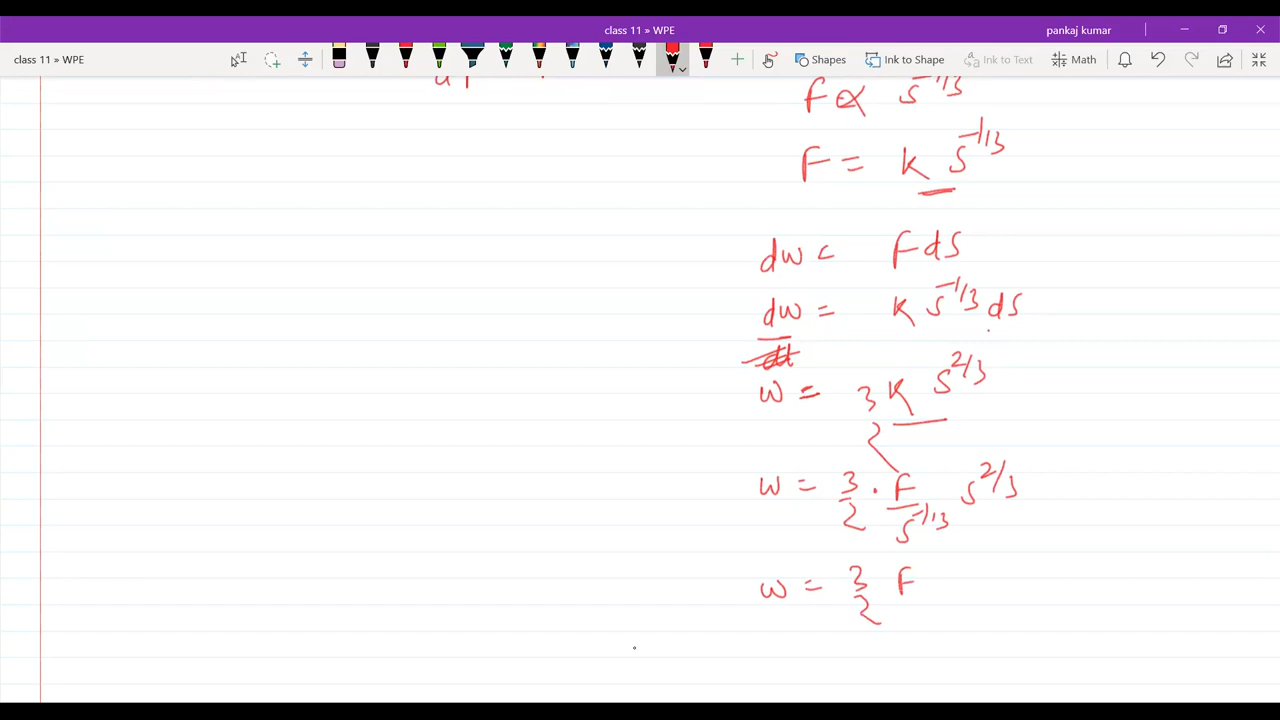 class 11 » WPE
pankaj kumar
class 11 » WPE
Shapes
Ink to Shape
Ink to Text
Math
F ∝ S^-1/3
F = K S^-1/3
dw = F dS
dw = K S^-1/3 dS
w = 3/2 K S^2/3
w = 3/2 · F/S^-1/3 S^2/3
w = 3/2 F